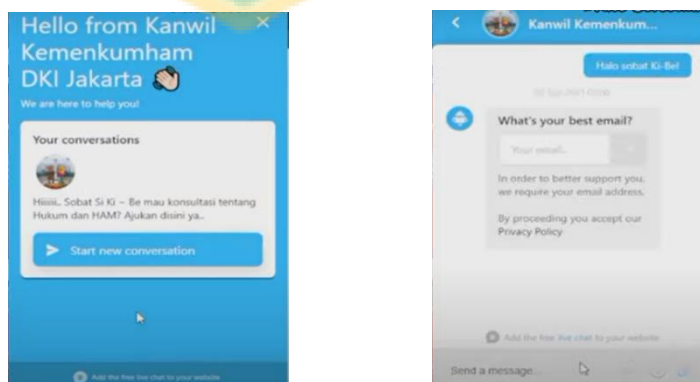 Hello from Kanwil
Kemenkumham
DKI Jakarta
We are here to help you!
Your conversations
Hiiiii.. Sobat Si Ki - Be mau konsultasi tentang
Hukum dan HAM? Ajukan disini ya..
Start new conversation
Add the free live chat to your website
Kanwil Kemenkum...
Halo sobat Ki-Be!
What's your best email?
Your email..
In order to better support you,
we require your email address.
By proceeding you accept our
Privacy Policy
Add the free live chat to your website
Send a message...